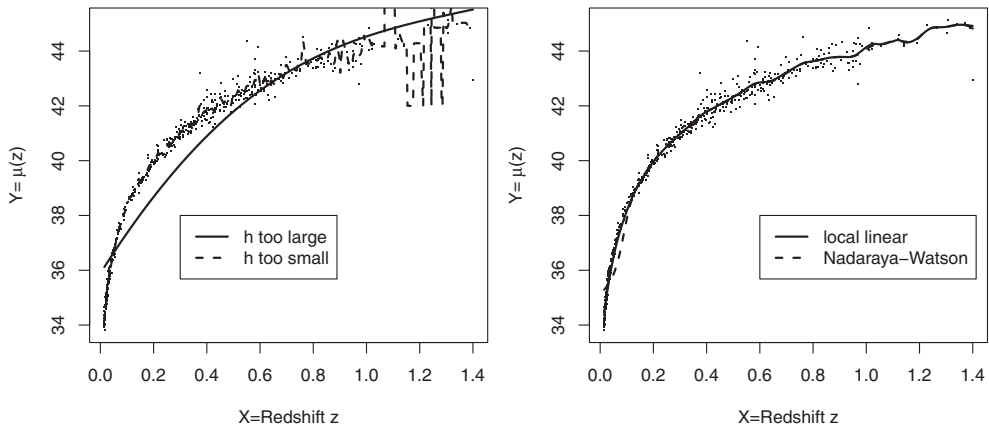 34 36 38 40 42 44
Y= μ(z)
h too large
h too small
0.0 0.2 0.4 0.6 0.8 1.0 1.2 1.4
X=Redshift z
34 36 38 40 42 44
Y= μ(z)
local linear
Nadaraya−Watson
0.0 0.2 0.4 0.6 0.8 1.0 1.2 1.4
X=Redshift z